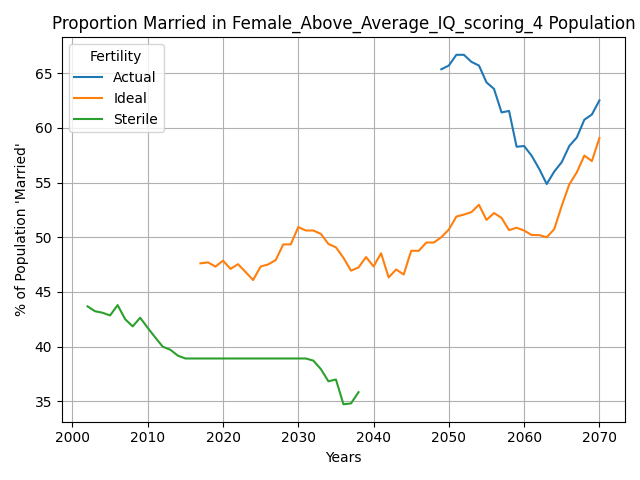 Proportion Married in Female_Above_Average_IQ_scoring_4 Population
Fertility
Actual
Ideal
Sterile
% of Population 'Married'
65
60
55
50
45
40
35
2000 2010 2020 2030 2040 2050 2060 2070
Years